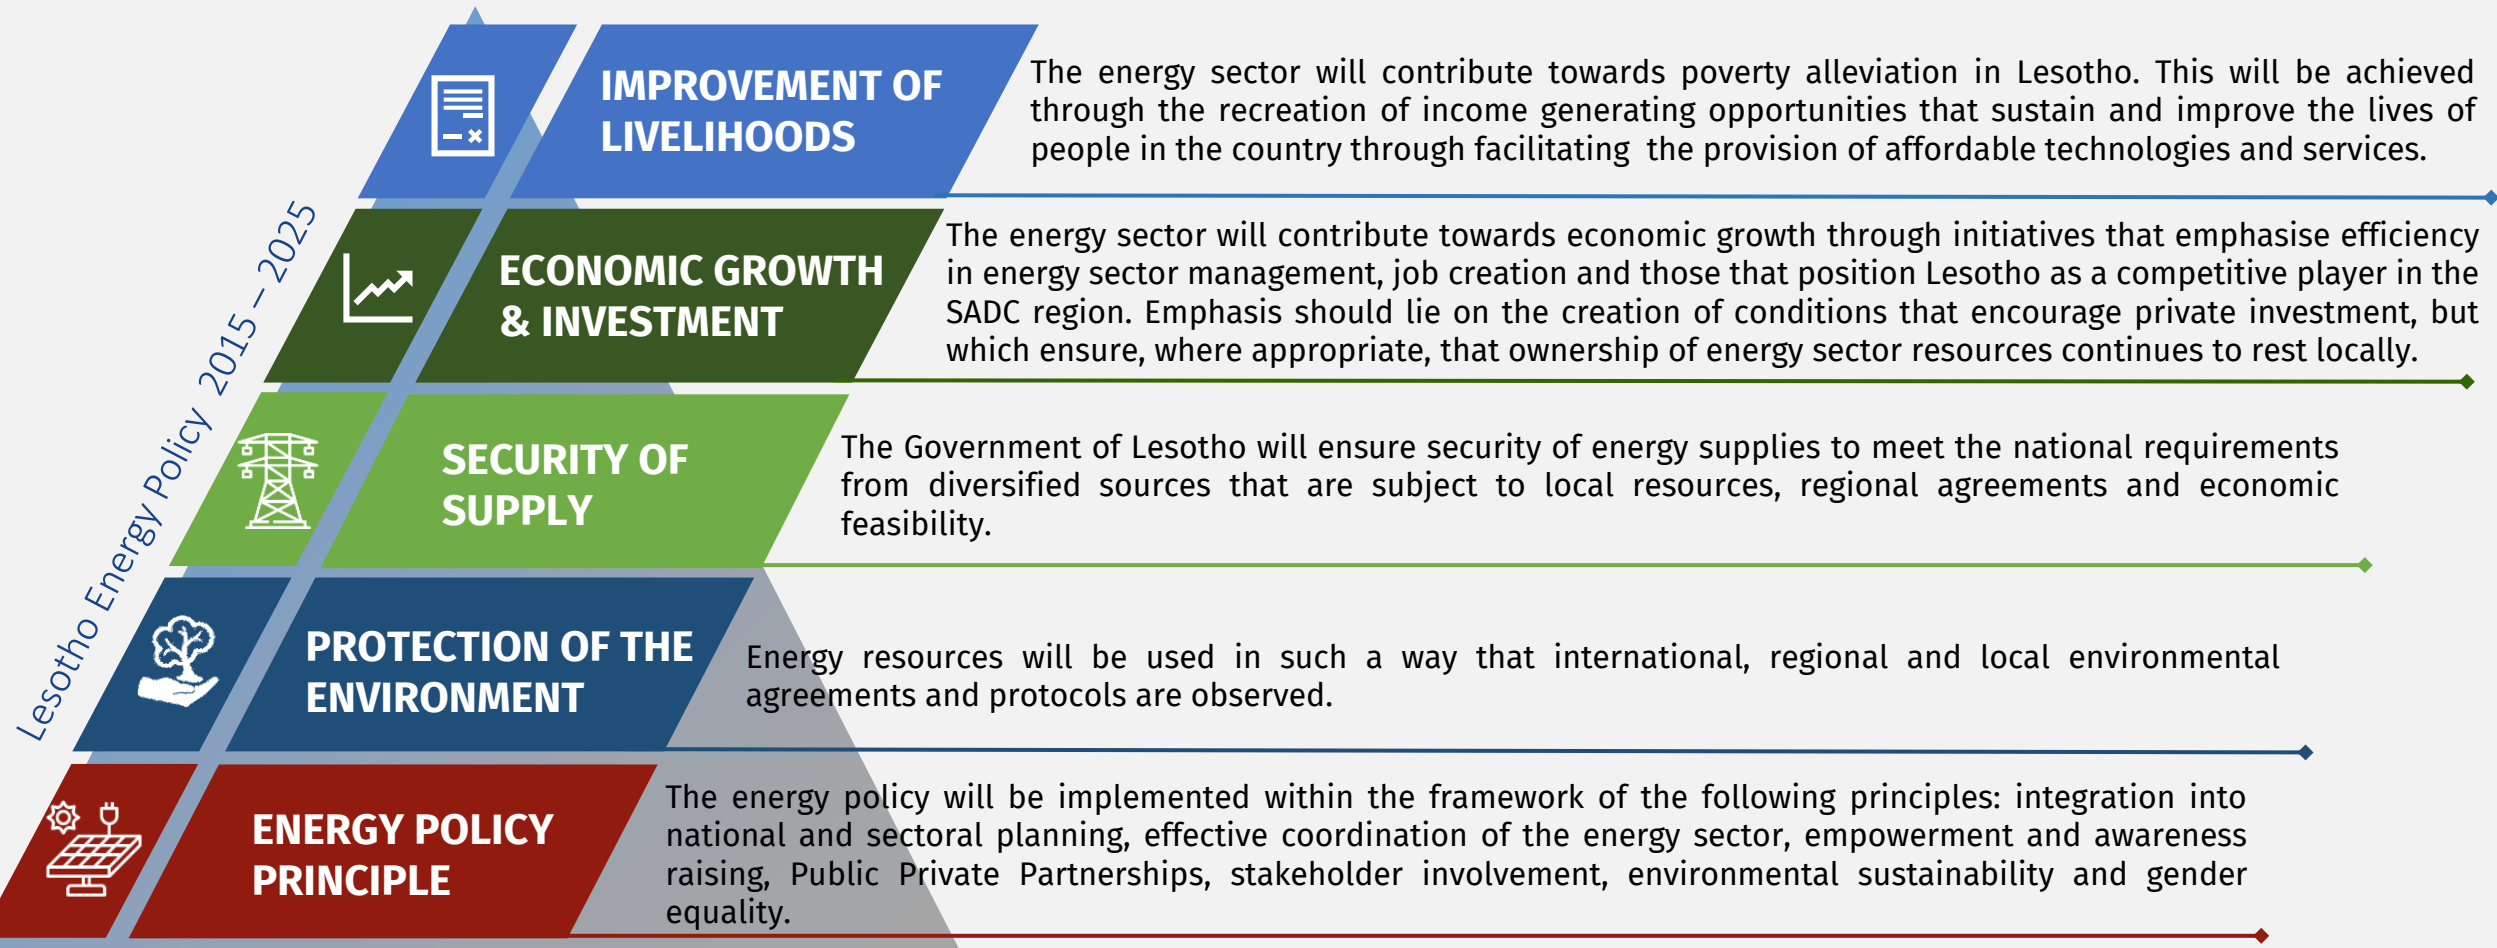 Lesotho Energy Policy 2015 – 2025
IMPROVEMENT OF
LIVELIHOODS
The energy sector will contribute towards poverty alleviation in Lesotho. This will be achieved
through the recreation of income generating opportunities that sustain and improve the lives of
people in the country through facilitating the provision of affordable technologies and services.
ECONOMIC GROWTH
& INVESTMENT
The energy sector will contribute towards economic growth through initiatives that emphasise efficiency
in energy sector management, job creation and those that position Lesotho as a competitive player in the
SADC region. Emphasis should lie on the creation of conditions that encourage private investment, but
which ensure, where appropriate, that ownership of energy sector resources continues to rest locally.
SECURITY OF
SUPPLY
The Government of Lesotho will ensure security of energy supplies to meet the national requirements
from diversified sources that are subject to local resources, regional agreements and economic
feasibility.
PROTECTION OF THE
ENVIRONMENT
Energy resources will be used in such a way that international, regional and local environmental
agreements and protocols are observed.
ENERGY POLICY
PRINCIPLE
The energy policy will be implemented within the framework of the following principles: integration into
national and sectoral planning, effective coordination of the energy sector, empowerment and awareness
raising, Public Private Partnerships, stakeholder involvement, environmental sustainability and gender
equality.